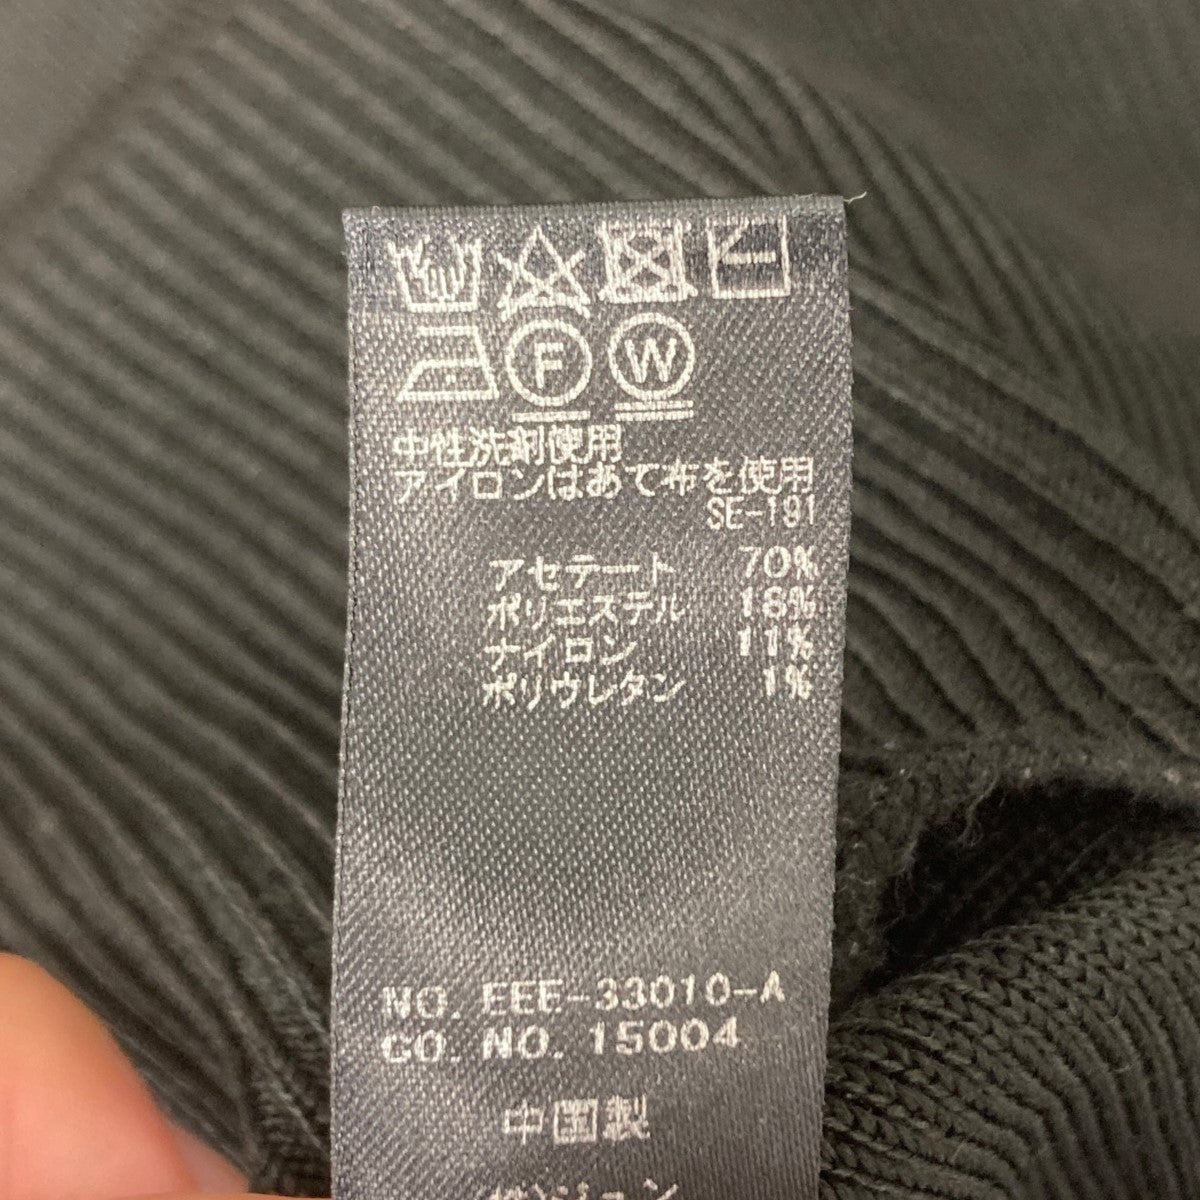 F W
中性洗剤使用
アイロンはあて布を使用
SE-191
アセテート 70%
ポリエステル 18%
ナイロン 11%
ポリウレタン 1%
NO. EEE-33010-A
CO. NO. 15004
中国製